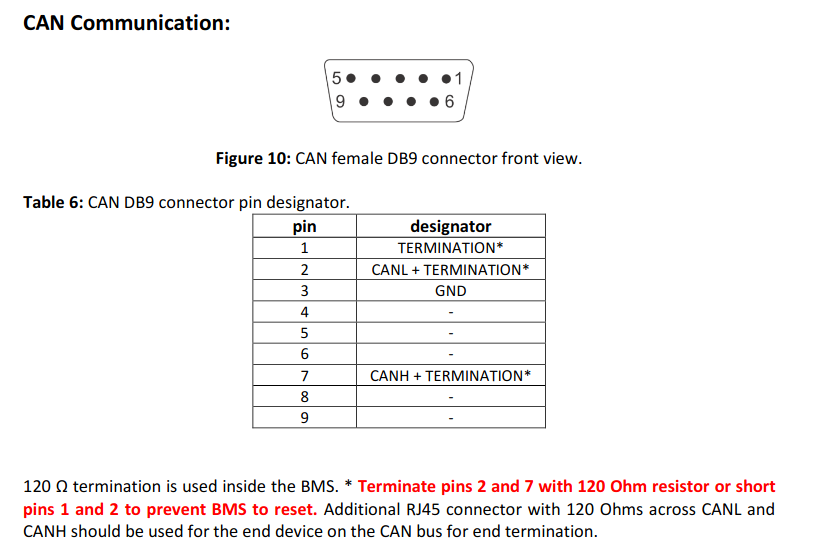 CAN Communication:
5 1
9 6
Figure 10: CAN female DB9 connector front view.
Table 6: CAN DB9 connector pin designator.
pin designator
1 TERMINATION*
2 CANL + TERMINATION*
3 GND
4 -
5 -
6 -
7 CANH + TERMINATION*
8 -
9 -
120 Ω termination is used inside the BMS. * Terminate pins 2 and 7 with 120 Ohm resistor or short
pins 1 and 2 to prevent BMS to reset. Additional RJ45 connector with 120 Ohms across CANL and
CANH should be used for the end device on the CAN bus for end termination.